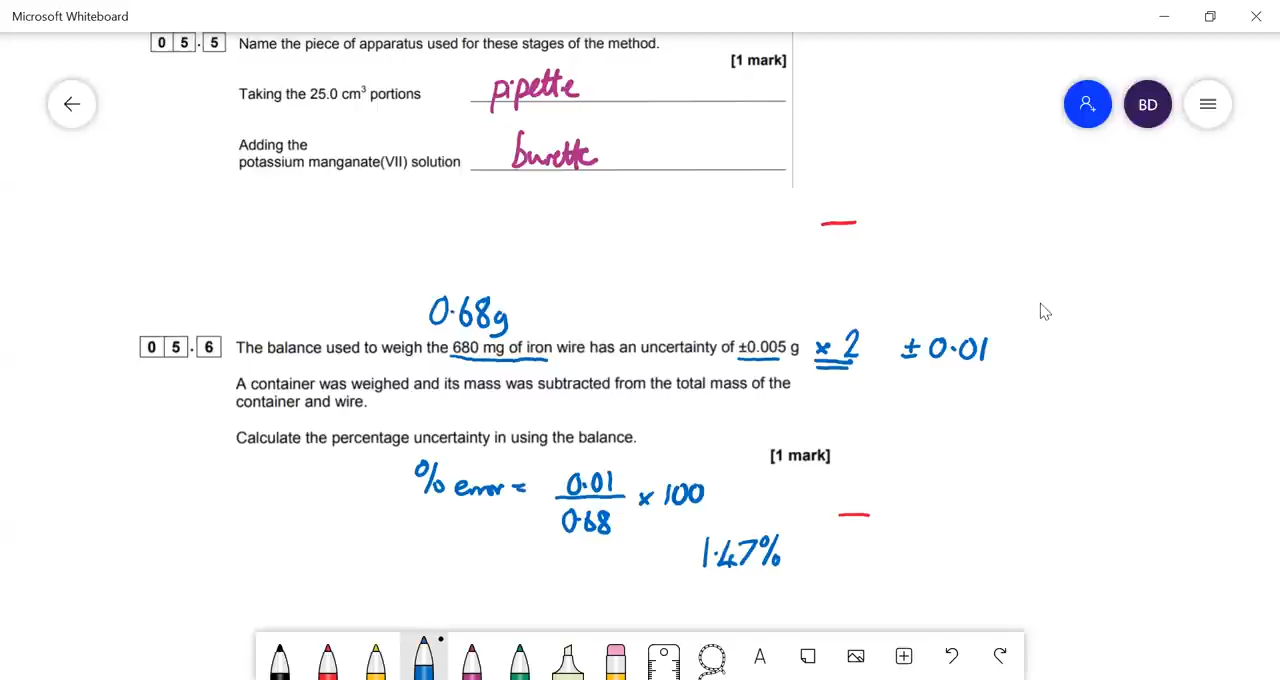 Microsoft Whiteboard
0 5 . 5 Name the piece of apparatus used for these stages of the method.
[1 mark]
Taking the 25.0 cm³ portions pipette
Adding the
potassium manganate(VII) solution burette
BD
0.68g
0 5 . 6 The balance used to weigh the 680 mg of iron wire has an uncertainty of ±0.005 g × 2 ±0.01
A container was weighed and its mass was subtracted from the total mass of the
container and wire.
Calculate the percentage uncertainty in using the balance.
[1 mark]
% error = 0.01
0.68 × 100
1.47%
A